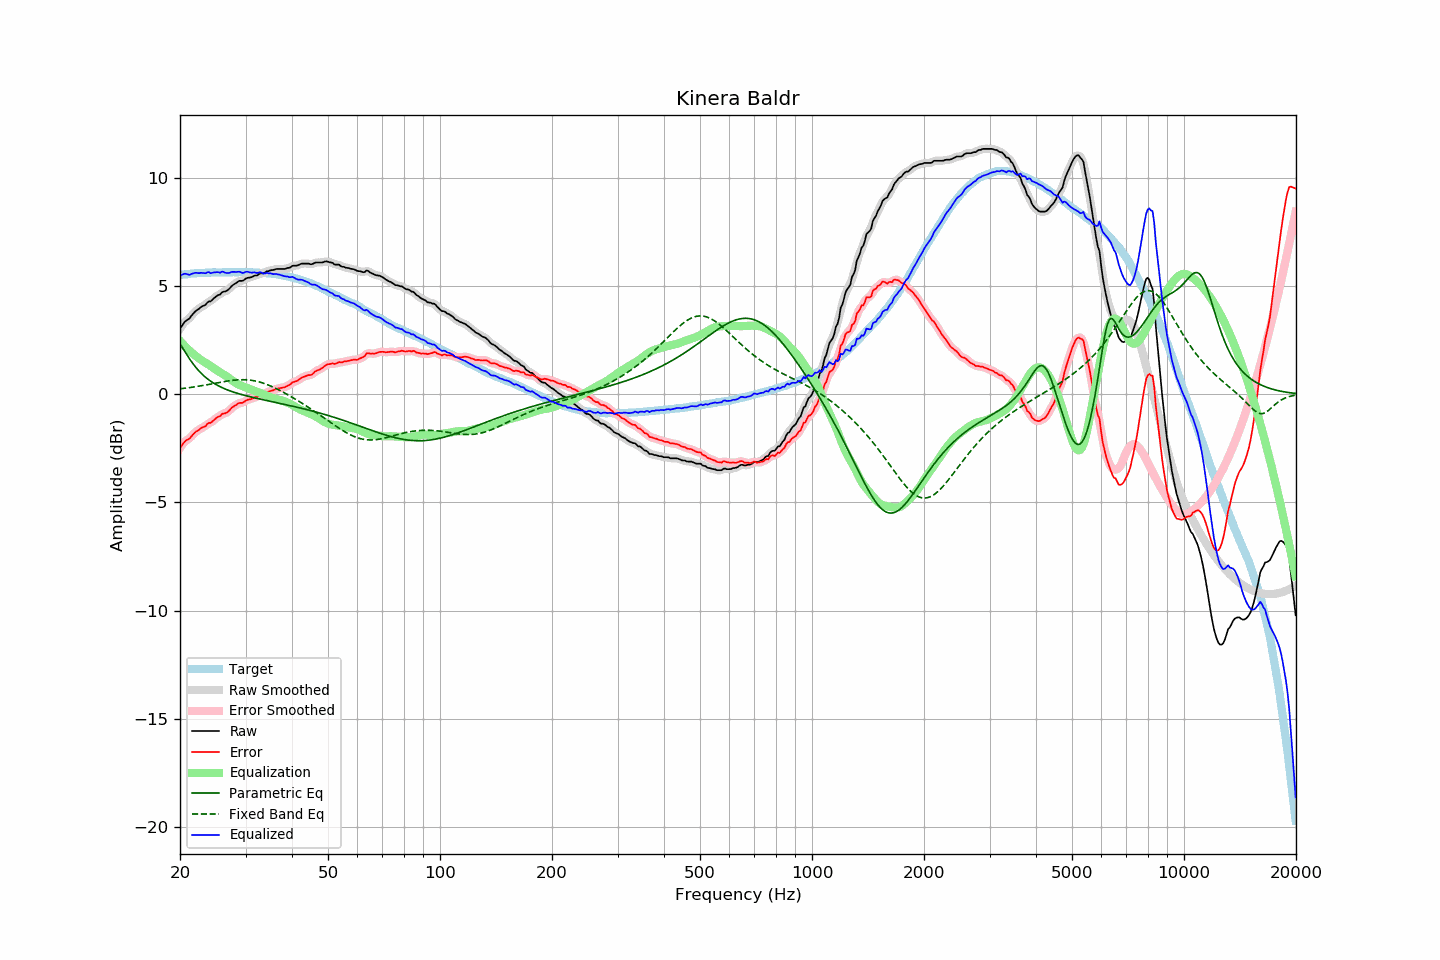 Kinera Baldr
Amplitude (dBr)
10
5
0
−5
−10
−15
−20
Target
Raw Smoothed
Error Smoothed
Raw
Error
Equalization
Parametric Eq
Fixed Band Eq
Equalized
20 50 100 200 500 1000 2000 5000 10000 20000
Frequency (Hz)